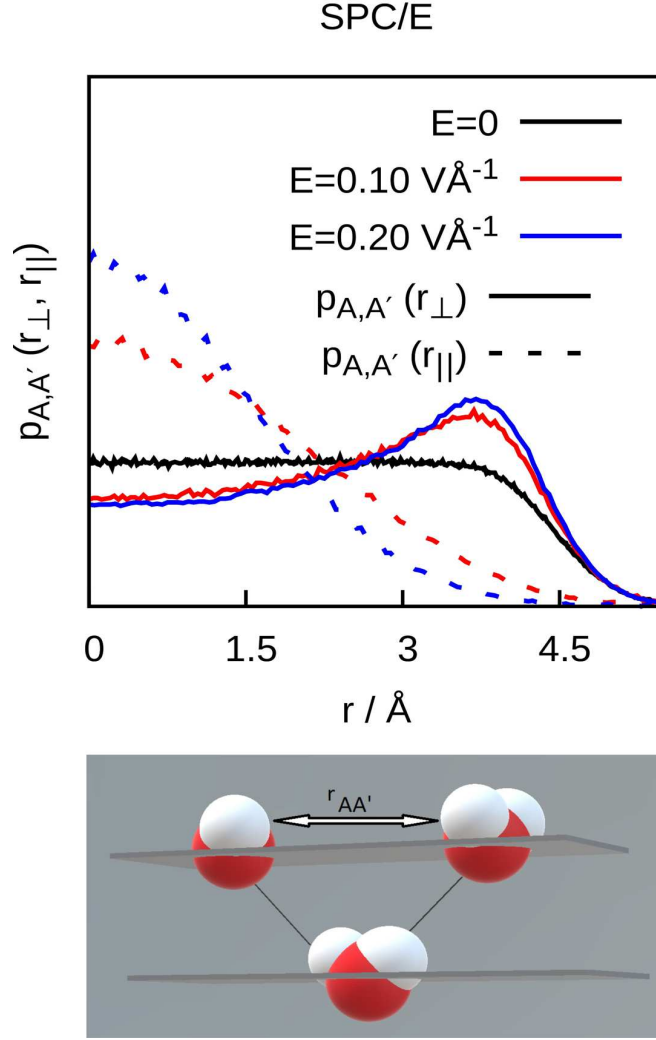 SPC/E
E=0
E=0.10 VÅ⁻¹
E=0.20 VÅ⁻¹
p_A,A′ (r_⊥)
p_A,A′ (r_||)
p_A,A′ (r_⊥, r_||)
0 1.5 3 4.5
r / Å
r_AA'